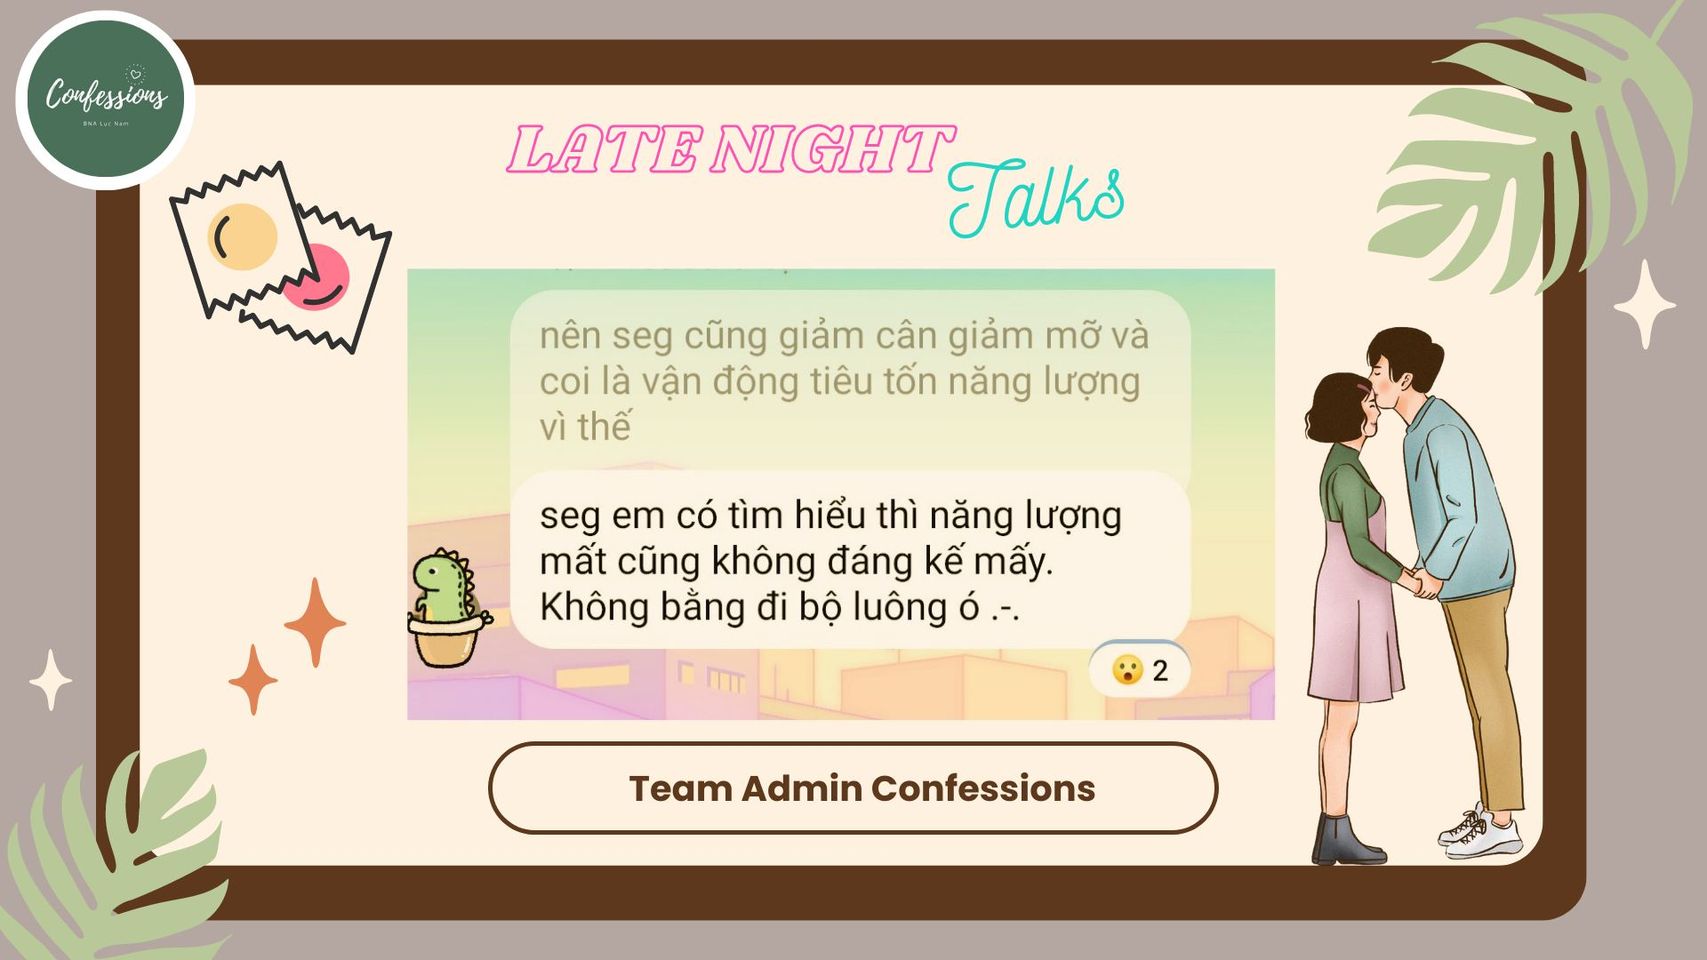 Confessions
BNA Luc Nam
LATE NIGHT
Talks
nên seg cũng giảm cân giảm mỡ và
coi là vận động tiêu tốn năng lượng
vì thế
seg em có tìm hiểu thì năng lượng
mất cũng không đáng kế mấy.
Không bằng đi bộ luông ó .-.
😮 2
Team Admin Confessions